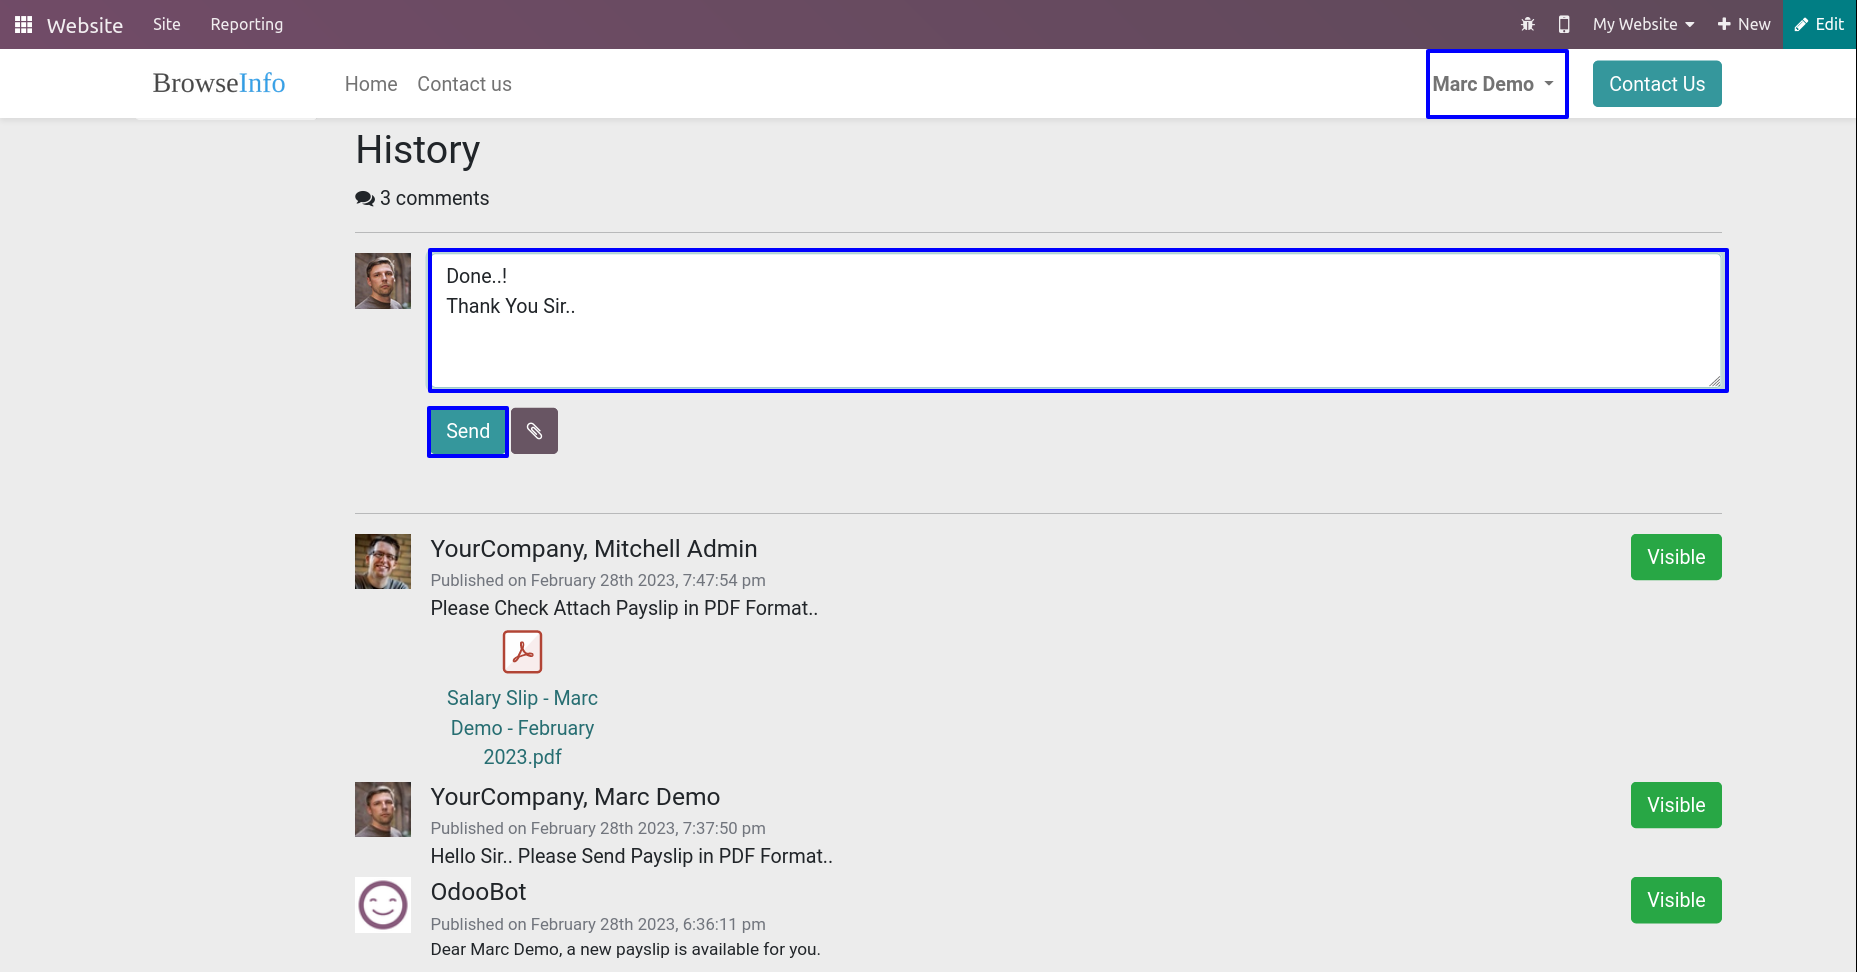 Website Site Reporting My Website New Edit
BrowseInfo Home Contact us Marc Demo Contact Us
History
3 comments
Done..!
Thank You Sir..
Send
YourCompany, Mitchell Admin Visible
Published on February 28th 2023, 7:47:54 pm
Please Check Attach Payslip in PDF Format..
Salary Slip - Marc
Demo - February
2023.pdf
YourCompany, Marc Demo Visible
Published on February 28th 2023, 7:37:50 pm
Hello Sir.. Please Send Payslip in PDF Format..
OdooBot Visible
Published on February 28th 2023, 6:36:11 pm
Dear Marc Demo, a new payslip is available for you.